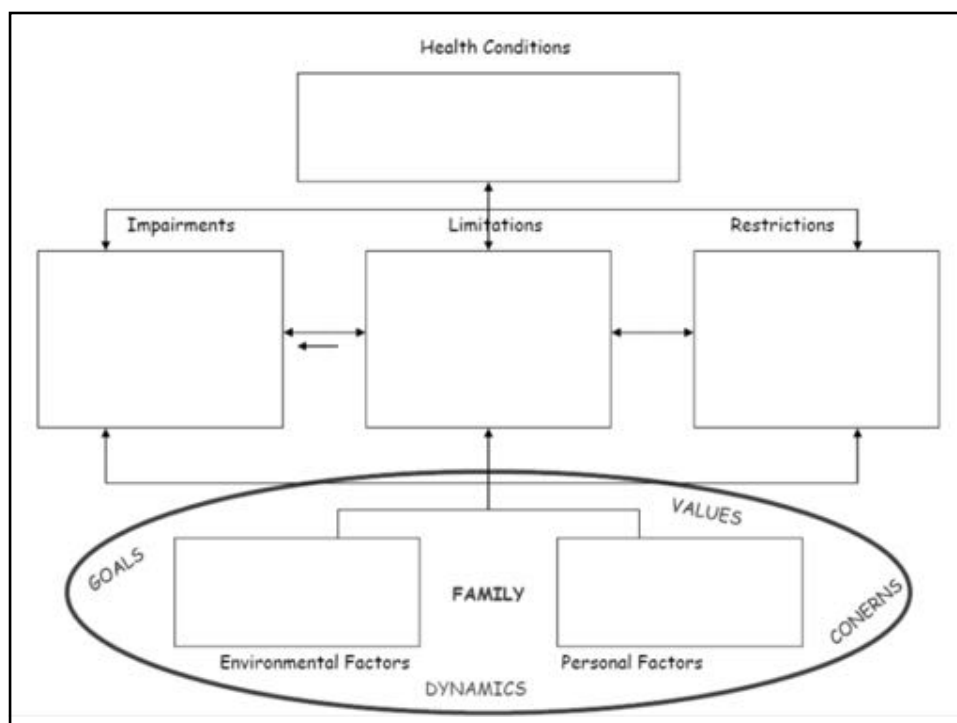 Health Conditions
Impairments
Limitations
Restrictions
VALUES
GOALS
FAMILY
CONERNS
Environmental Factors
Personal Factors
DYNAMICS